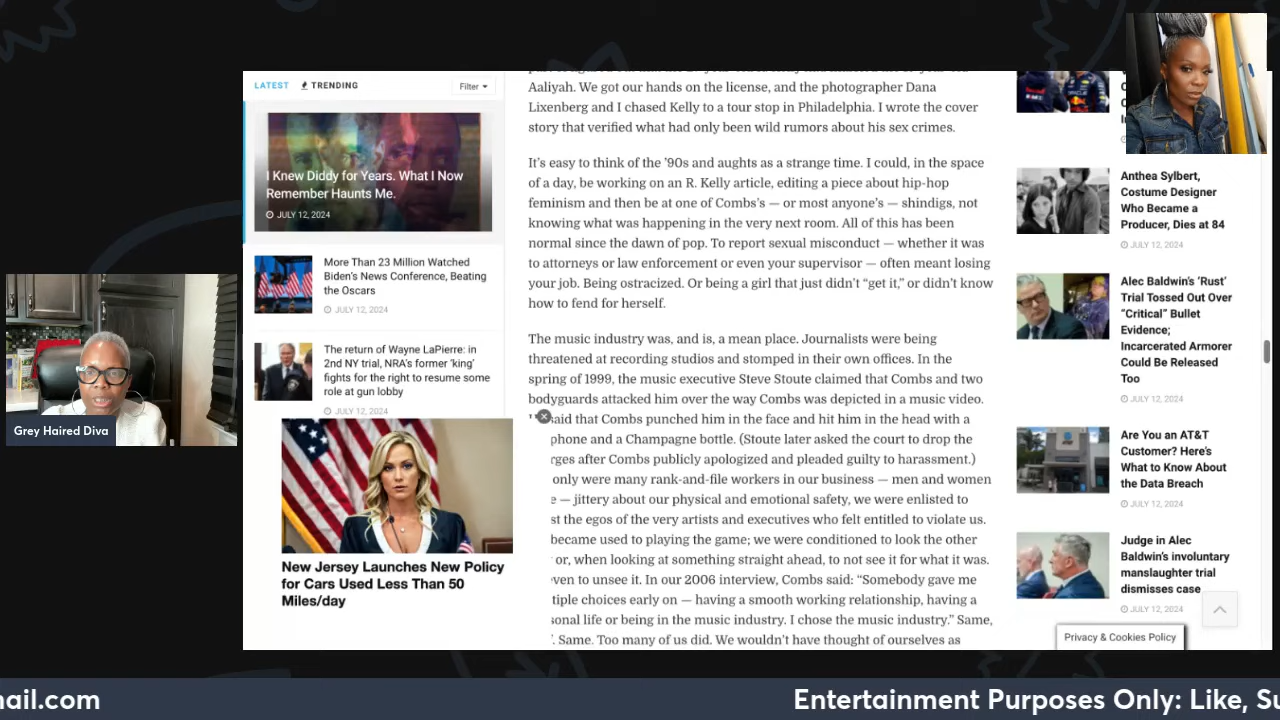 LATEST
TRENDING
Filter
I Knew Diddy for Years. What I Now
Remember Haunts Me.
JULY 12, 2024
More Than 23 Million Watched
Biden's News Conference, Beating
the Oscars
JULY 12, 2024
The return of Wayne LaPierre: in
2nd NY trial, NRA's former 'king'
fights for the right to resume some
role at gun lobby
JULY 12, 2024
New Jersey Launches New Policy
for Cars Used Less Than 50
Miles/day
Aaliyah. We got our hands on the license, and the photographer Dana
Lixenberg and I chased Kelly to a tour stop in Philadelphia. I wrote the cover
story that verified what had only been wild rumors about his sex crimes.
It's easy to think of the '90s and aughts as a strange time. I could, in the space
of a day, be working on an R. Kelly article, editing a piece about hip-hop
feminism and then be at one of Combs's — or most anyone's — shindigs, not
knowing what was happening in the very next room. All of this has been
normal since the dawn of pop. To report sexual misconduct — whether it was
to attorneys or law enforcement or even your supervisor — often meant losing
your job. Being ostracized. Or being a girl that just didn't "get it," or didn't know
how to fend for herself.
The music industry was, and is, a mean place. Journalists were being
threatened at recording studios and stomped in their own offices. In the
spring of 1999, the music executive Steve Stoute claimed that Combs and two
bodyguards attacked him over the way Combs was depicted in a music video.
said that Combs punched him in the face and hit him in the head with a
phone and a Champagne bottle. (Stoute later asked the court to drop the
rges after Combs publicly apologized and pleaded guilty to harassment.)
only were many rank-and-file workers in our business — men and women
e — jittery about our physical and emotional safety, we were enlisted to
st the egos of the very artists and executives who felt entitled to violate us.
became used to playing the game; we were conditioned to look the other
or, when looking at something straight ahead, to not see it for what it was.
ven to unsee it. In our 2006 interview, Combs said: "Somebody gave me
tiple choices early on — having a smooth working relationship, having a
sonal life or being in the music industry. I chose the music industry." Same,
. Same. Too many of us did. We wouldn't have thought of ourselves as
Anthea Sylbert,
Costume Designer
Who Became a
Producer, Dies at 84
JULY 12, 2024
Alec Baldwin's 'Rust'
Trial Tossed Out Over
"Critical" Bullet
Evidence;
Incarcerated Armorer
Could Be Released
Too
JULY 12, 2024
Are You an AT&T
Customer? Here's
What to Know About
the Data Breach
JULY 12, 2024
Judge in Alec
Baldwin's involuntary
manslaughter trial
dismisses case
JULY 12, 2024
Privacy & Cookies Policy
Grey Haired Diva
nail.com
Entertainment Purposes Only: Like, Su